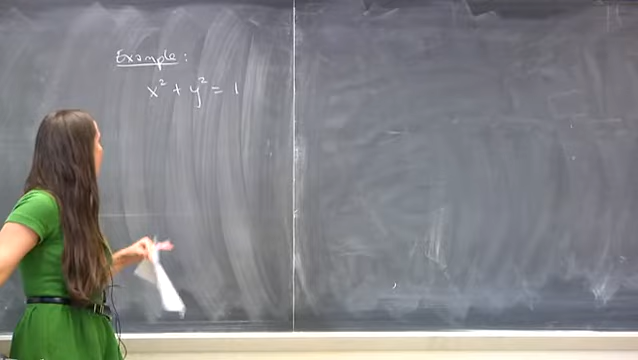 Example:
x² + y² = 1